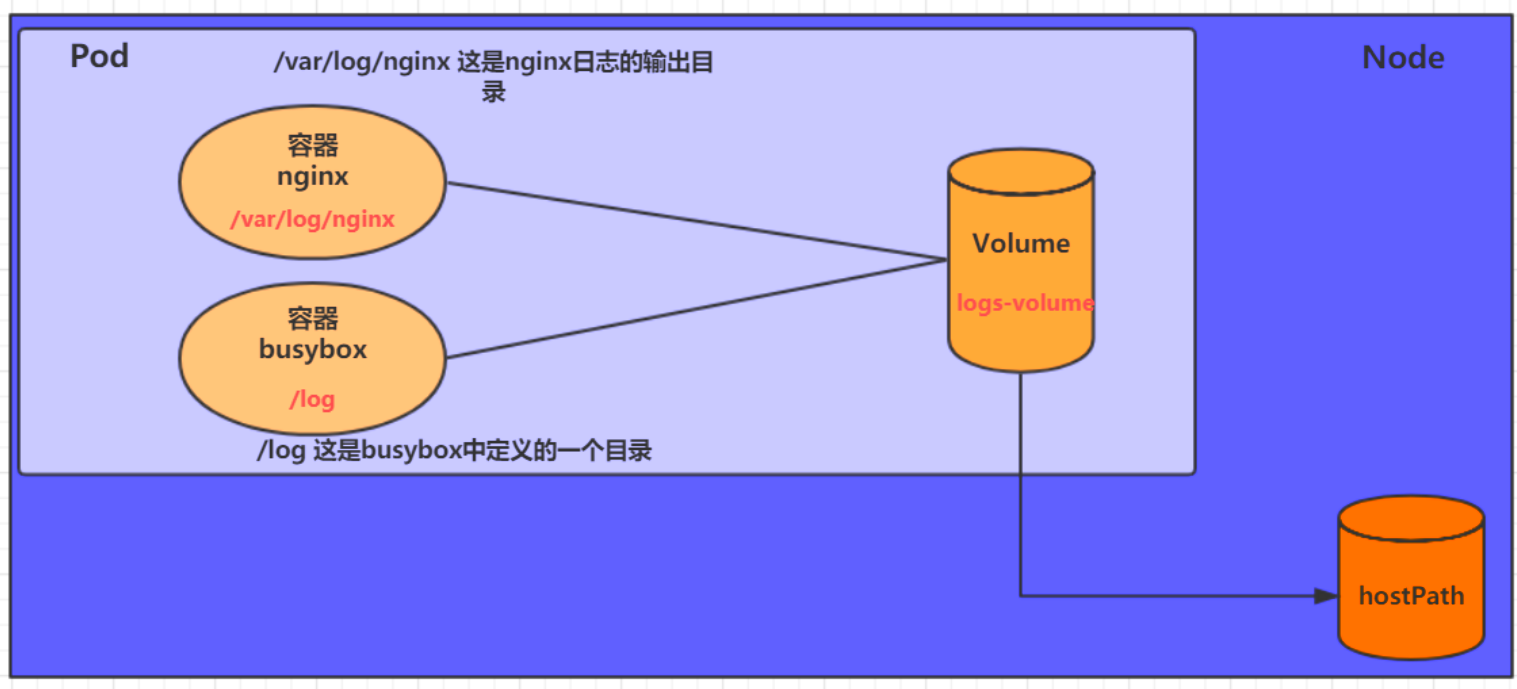 Pod
/var/log/nginx 这是nginx日志的输出目
录
Node
容器
nginx
/var/log/nginx
Volume
logs-volume
容器
busybox
/log
/log 这是busybox中定义的一个目录
hostPath